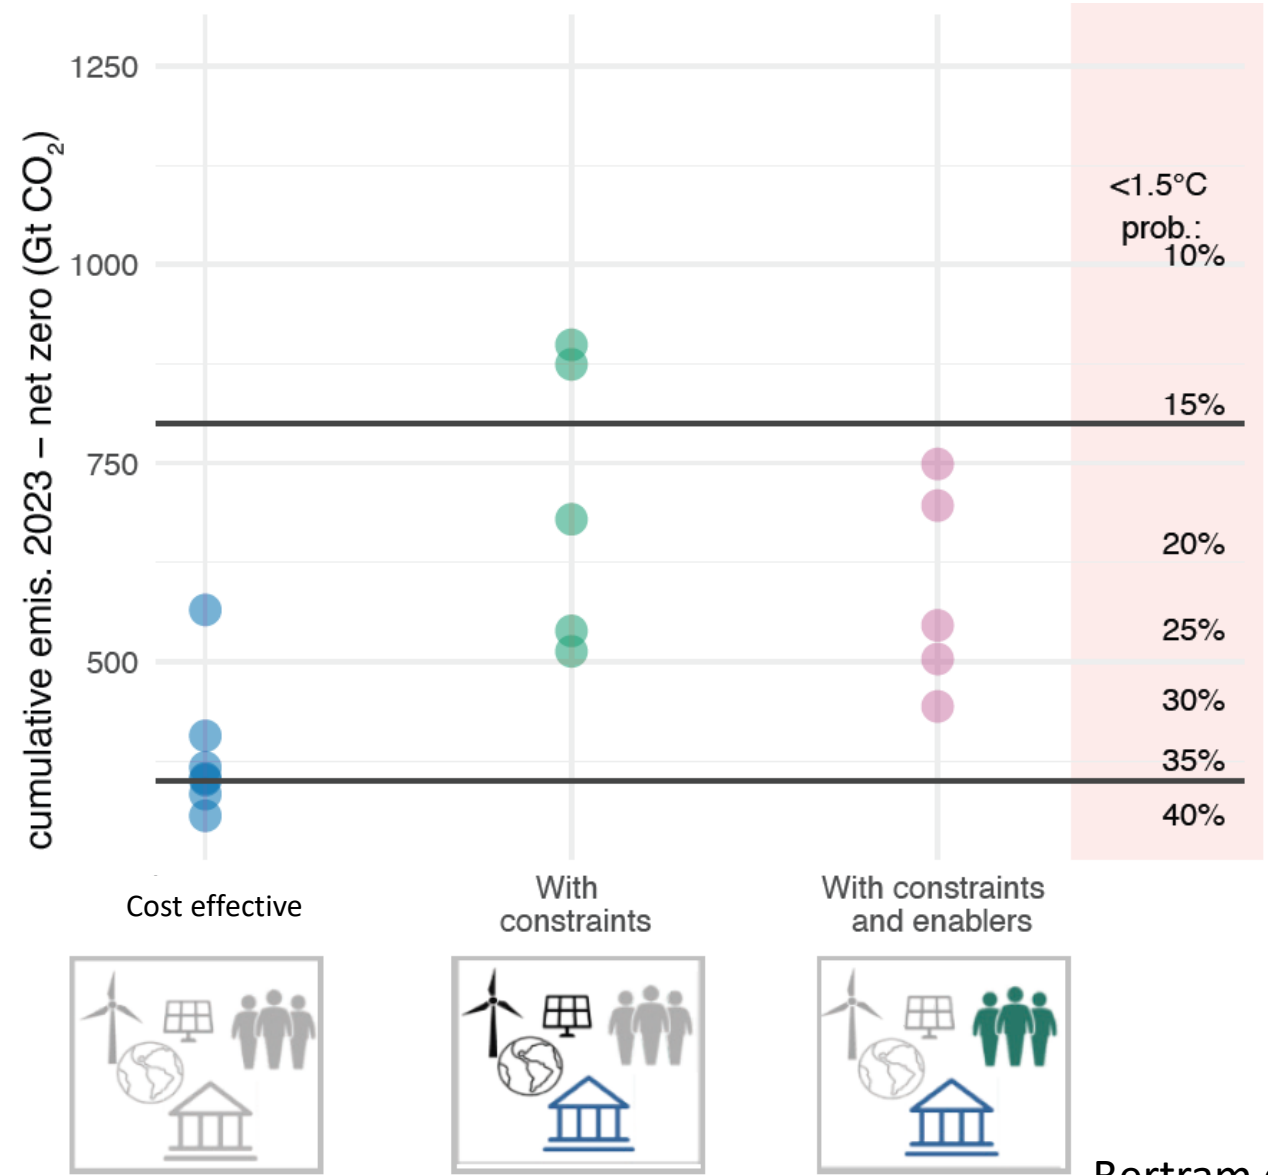 cumulative emis. 2023 – net zero (Gt CO₂)
1250
1000
750
500
<1.5°C
prob.:
10%
15%
20%
25%
30%
35%
40%
Cost effective
With
constraints
With constraints
and enablers